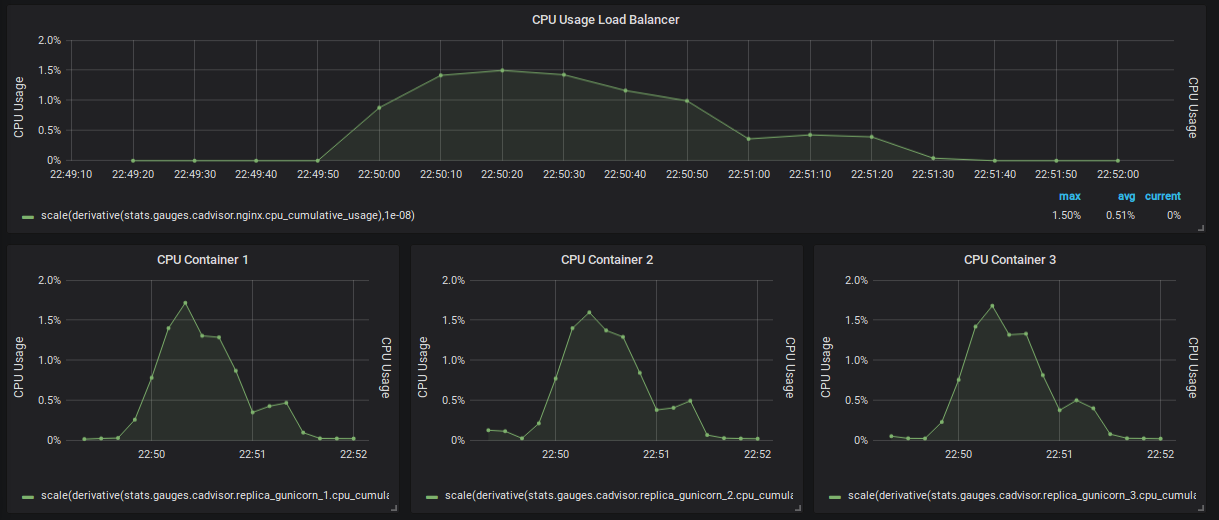 CPU Usage Load Balancer
2.0%
1.5%
1.0%
0.5%
0%
CPU Usage
CPU Usage
22:49:10 22:49:20 22:49:30 22:49:40 22:49:50 22:50:00 22:50:10 22:50:20 22:50:30 22:50:40 22:50:50 22:51:00 22:51:10 22:51:20 22:51:30 22:51:40 22:51:50 22:52:00
max avg current
scale(derivative(stats.gauges.cadvisor.nginx.cpu_cumulative_usage),1e-08) 1.50% 0.51% 0%
CPU Container 1
2.0%
1.5%
1.0%
0.5%
0%
CPU Usage
CPU Usage
22:50 22:51 22:52
scale(derivative(stats.gauges.cadvisor.replica_gunicorn_1.cpu_cumula
CPU Container 2
2.0%
1.5%
1.0%
0.5%
0%
CPU Usage
CPU Usage
22:50 22:51 22:52
scale(derivative(stats.gauges.cadvisor.replica_gunicorn_2.cpu_cumula
CPU Container 3
2.0%
1.5%
1.0%
0.5%
0%
CPU Usage
CPU Usage
22:50 22:51 22:52
scale(derivative(stats.gauges.cadvisor.replica_gunicorn_3.cpu_cumula